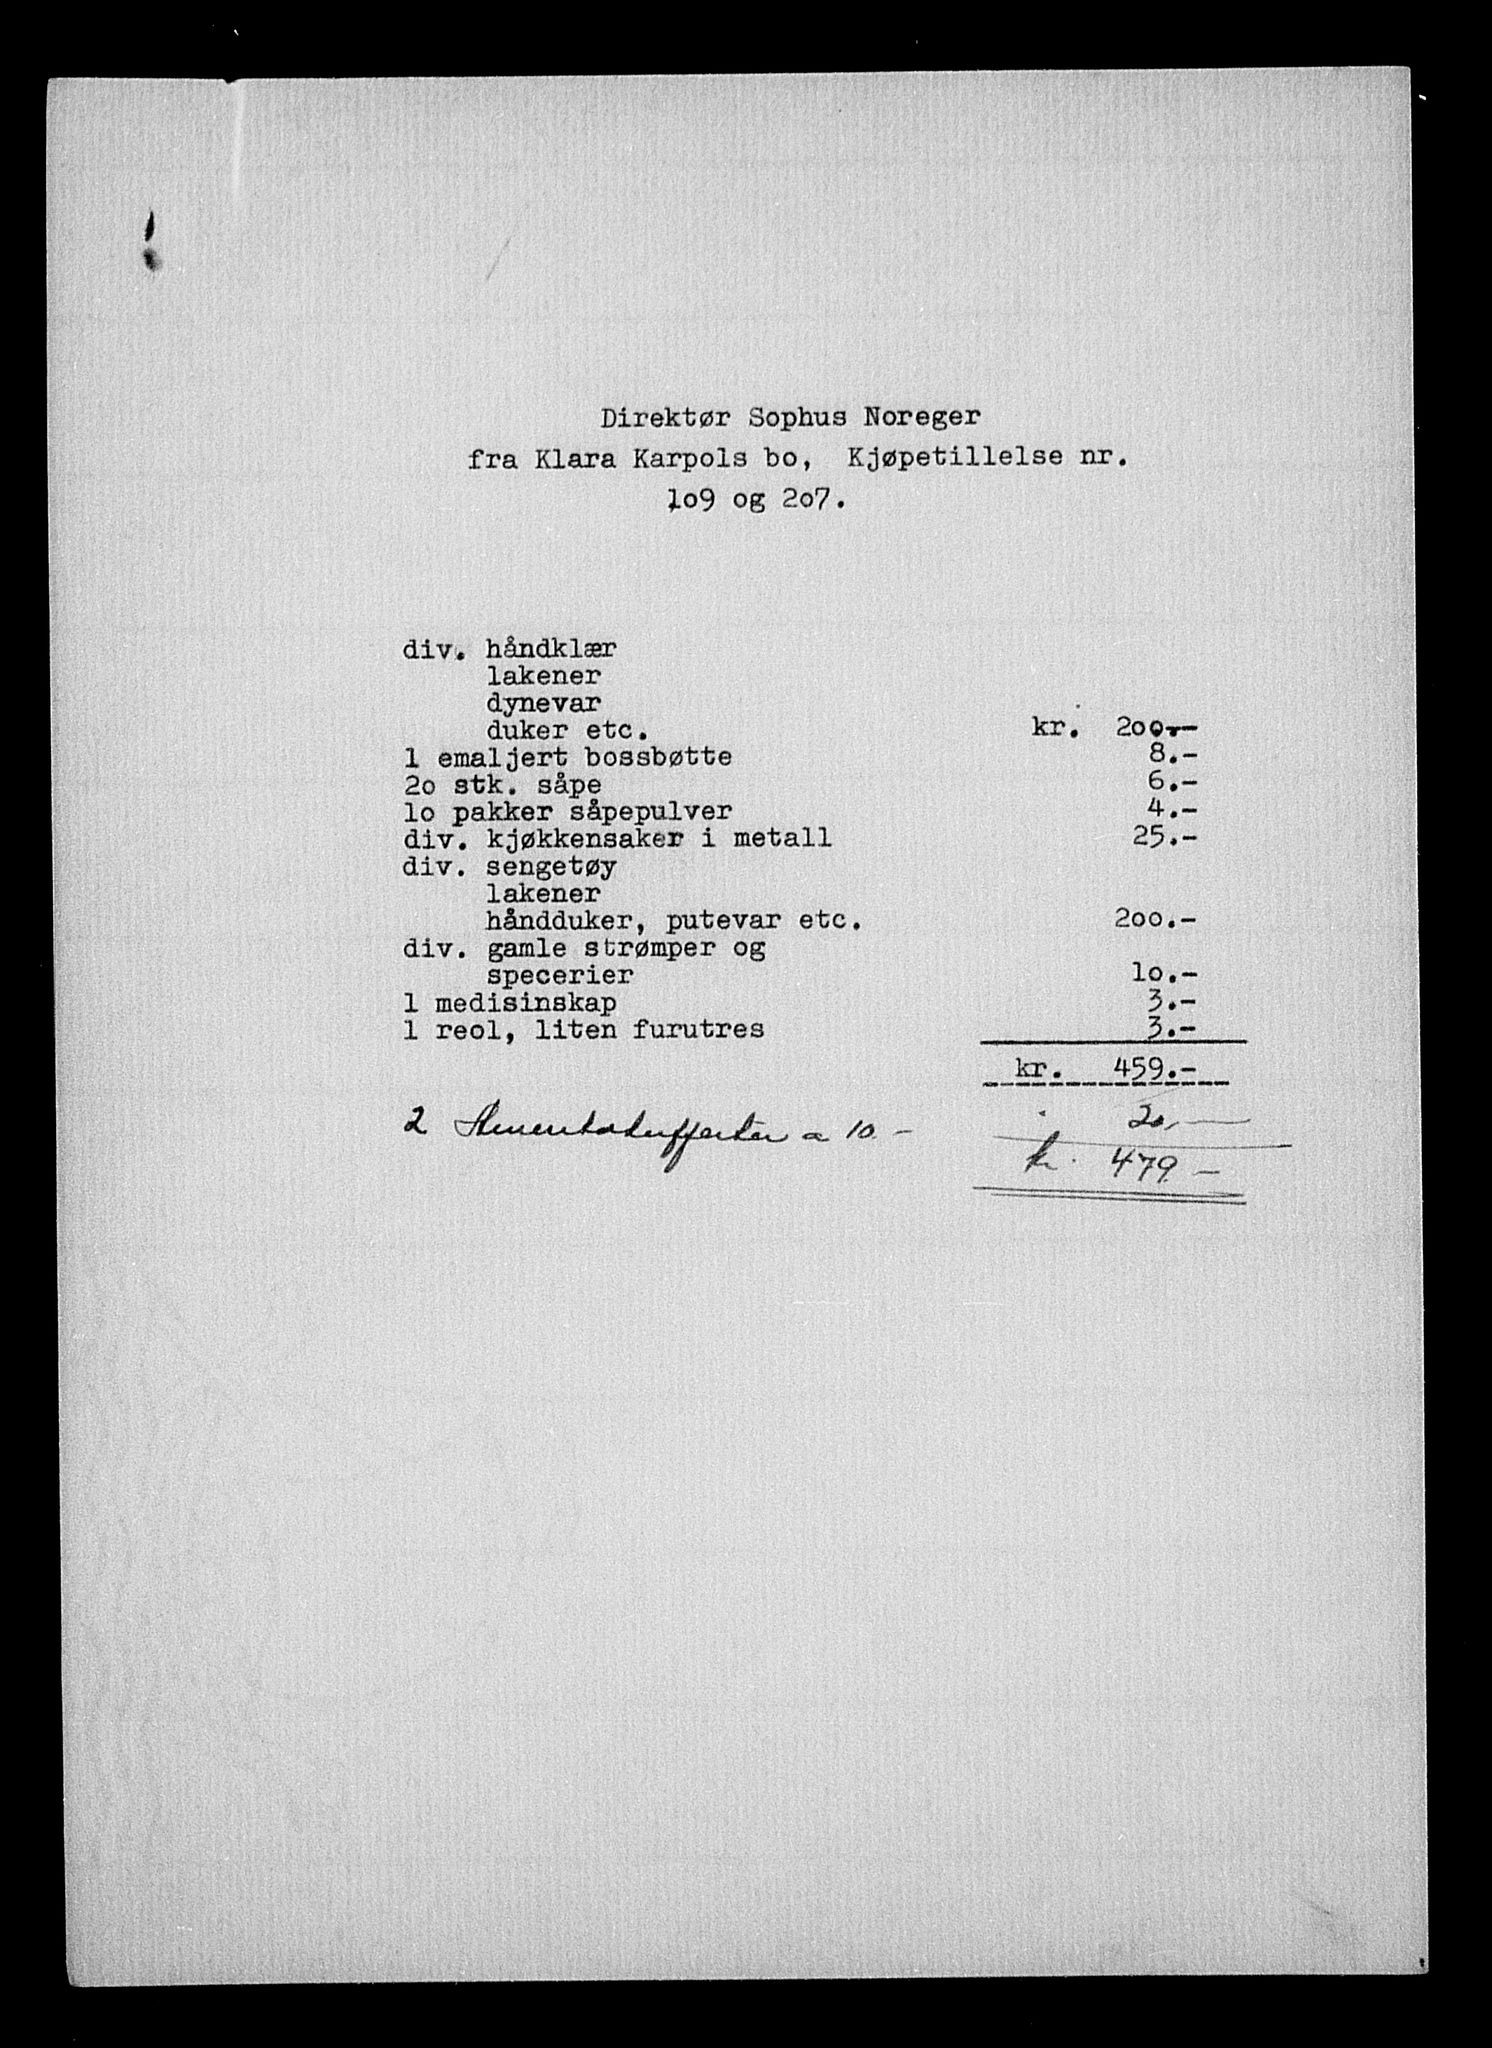 Direktør Sophus Noreger
fra Klara Karpols bo, Kjøpetillelse nr.
109 og 207.
div. håndklær
lakener
dynevar
duker etc. kr. 200.-
1 emaljert bossbøtte 8.-
20 stk. såpe 6.-
10 pakker såpepulver 4.-
div. kjøkkensaker i metall 25.-
div. sengetøy
lakener
håndduker, putevar etc. 200.-
div. gamle strømper og
specerier 10.-
1 medisinskap 3.-
1 reol, liten furutres 3.-
kr. 459.-
2 a 10.- 20,-
kr. 479.-